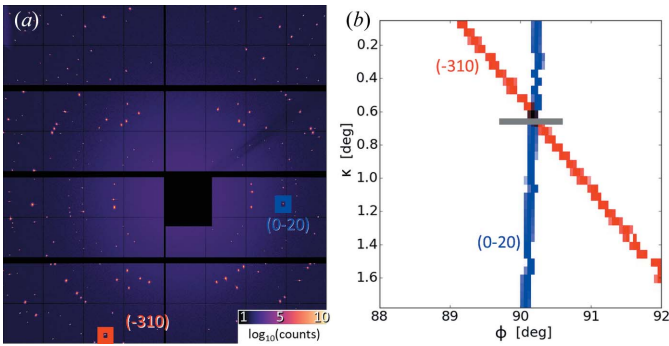 (a)
(0-20)
(-310)
1 5 10
log10(counts)
(b)
0.2
0.4
0.6
0.8
1.0
1.2
1.4
1.6
κ [deg]
(-310)
(0-20)
88 89 90 91 92
ϕ [deg]